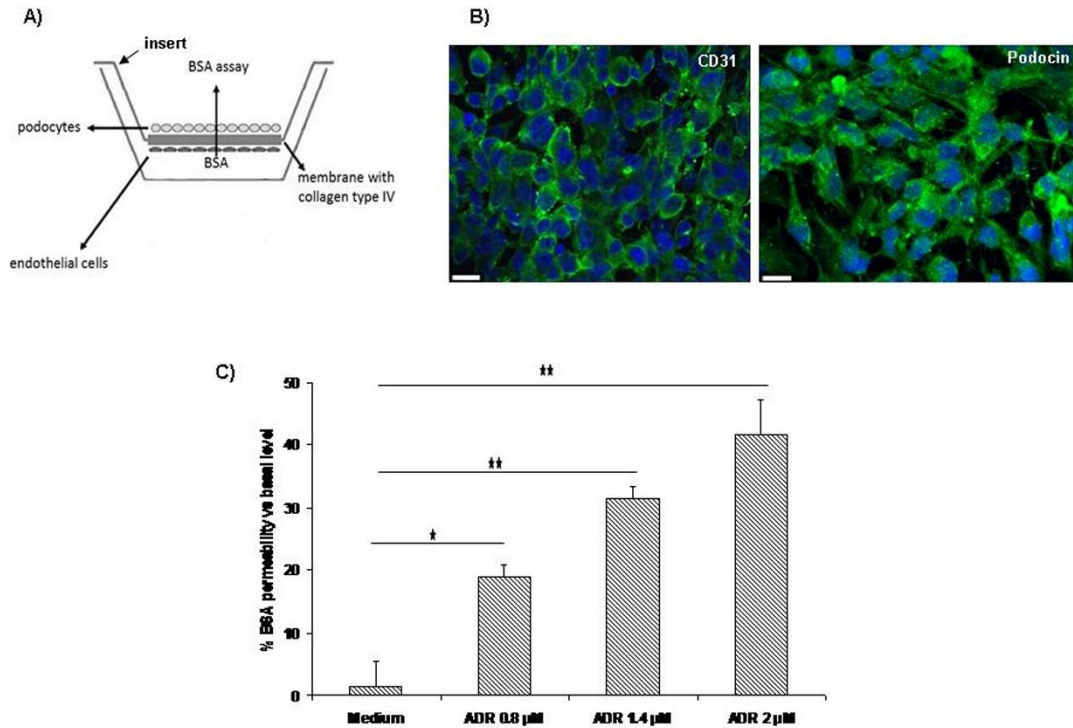 A)
insert
BSA assay
podocytes
BSA
membrane with
collagen type IV
endothelial cells
B)
CD31
Podocin
C)
% BSA permeability vs basal level
50
40
30
20
10
0
**
**
*
Medium
ADR 0.8 µM
ADR 1.4 µM
ADR 2 µM